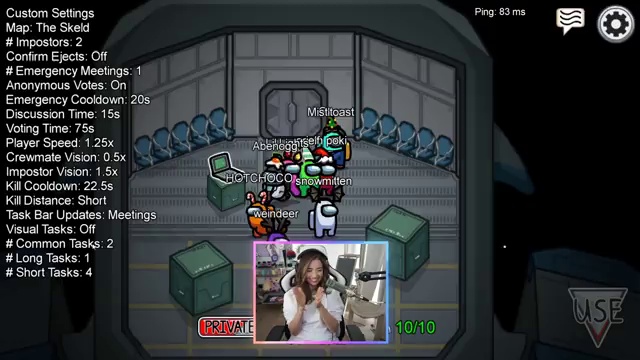 Custom Settings
Map: The Skeld
# Impostors: 2
Confirm Ejects: Off
# Emergency Meetings: 1
Anonymous Votes: On
Emergency Cooldown: 20s
Discussion Time: 15s
Voting Time: 75s
Player Speed: 1.25x
Crewmate Vision: 0.5x
Impostor Vision: 1.5x
Kill Cooldown: 22.5s
Kill Distance: Short
Task Bar Updates: Meetings
Visual Tasks: Off
# Common Tasks: 2
# Long Tasks: 1
# Short Tasks: 4
Ping: 83 ms
Mistltoast
poki
HOTCHOCO
snowmitten
weindeer
PRIVATE
10/10
USE